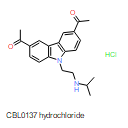 O
O
N
HCl
NH
CBL0137 hydrochloride